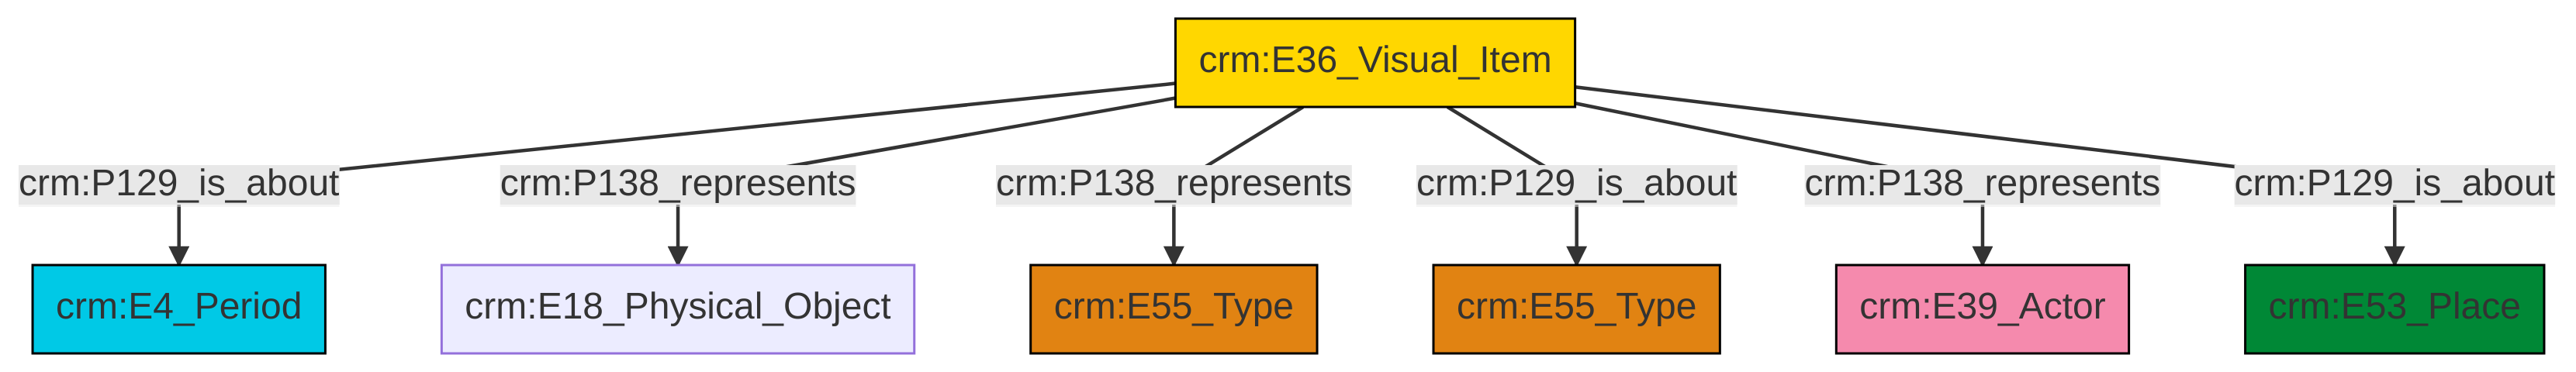 crm:E36_Visual_Item
crm:P129_is_about
crm:P138_represents
crm:P138_represents
crm:P129_is_about
crm:P138_represents
crm:P129_is_about
crm:E4_Period
crm:E18_Physical_Object
crm:E55_Type
crm:E55_Type
crm:E39_Actor
crm:E53_Place